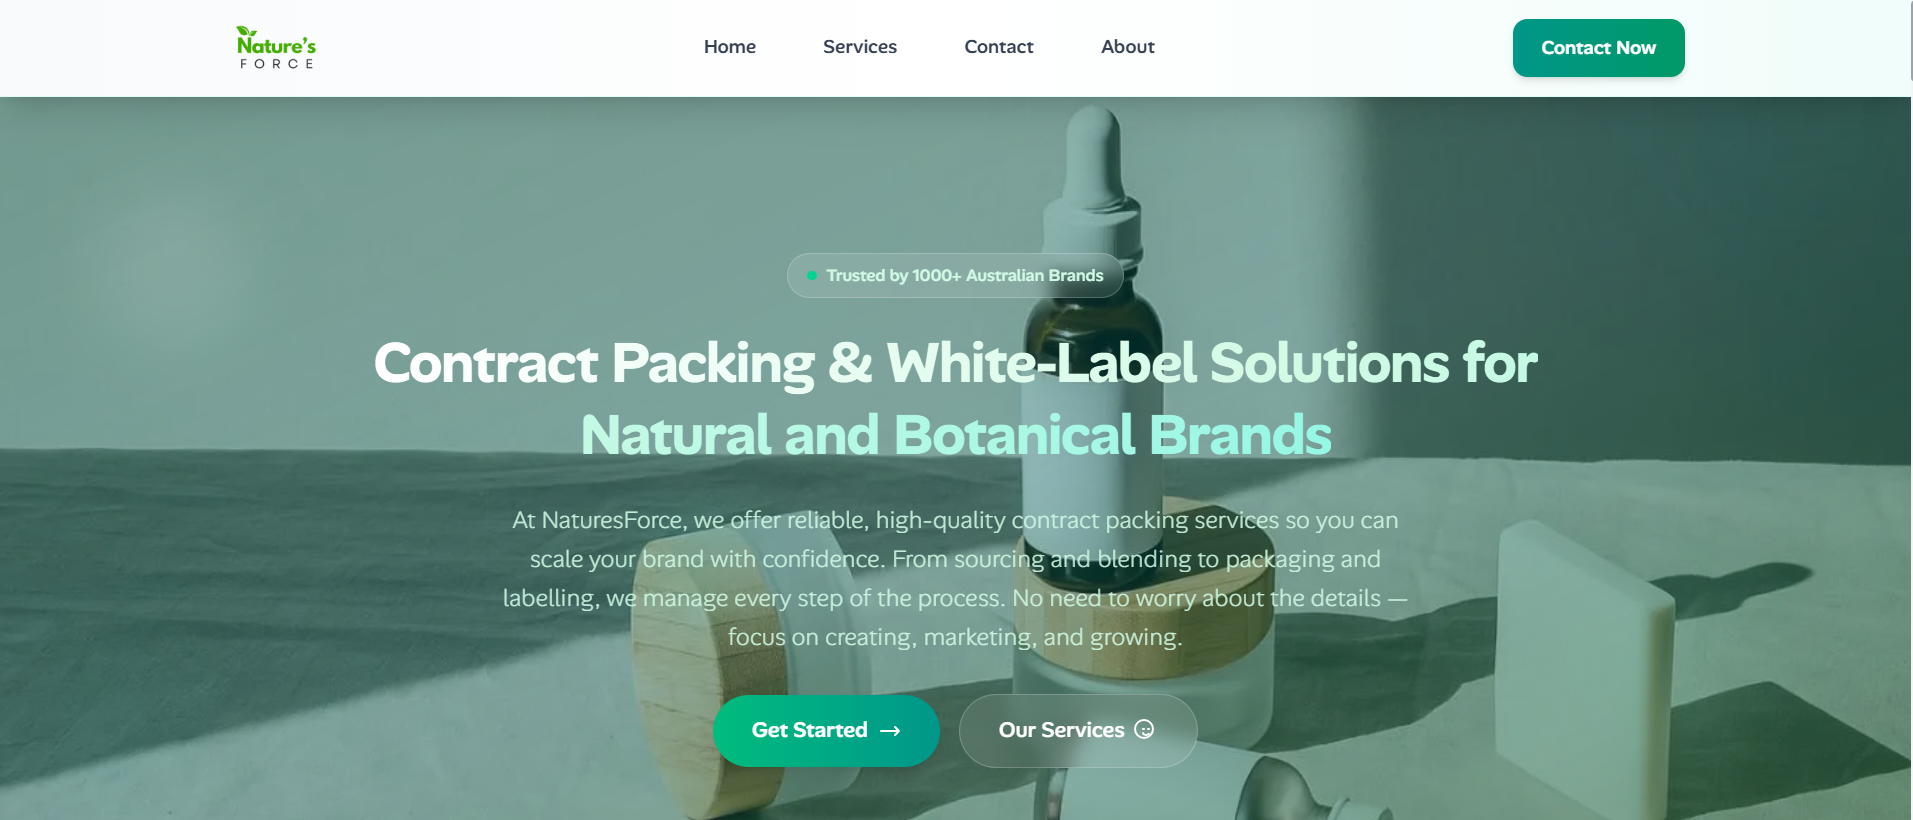 Nature's
FORCE
Home
Services
Contact
About
Contact Now
Trusted by 1000+ Australian Brands
Contract Packing & White-Label Solutions for
Natural and Botanical Brands
At NaturesForce, we offer reliable, high-quality contract packing services so you can
scale your brand with confidence. From sourcing and blending to packaging and
labelling, we manage every step of the process. No need to worry about the details —
focus on creating, marketing, and growing.
Get Started →
Our Services